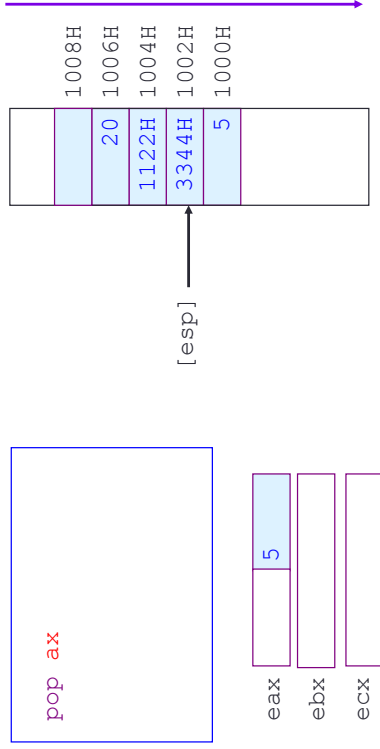 pop ax
eax 5
ebx
ecx
[esp]
1008H
20 1006H
1122H 1004H
3344H 1002H
5 1000H